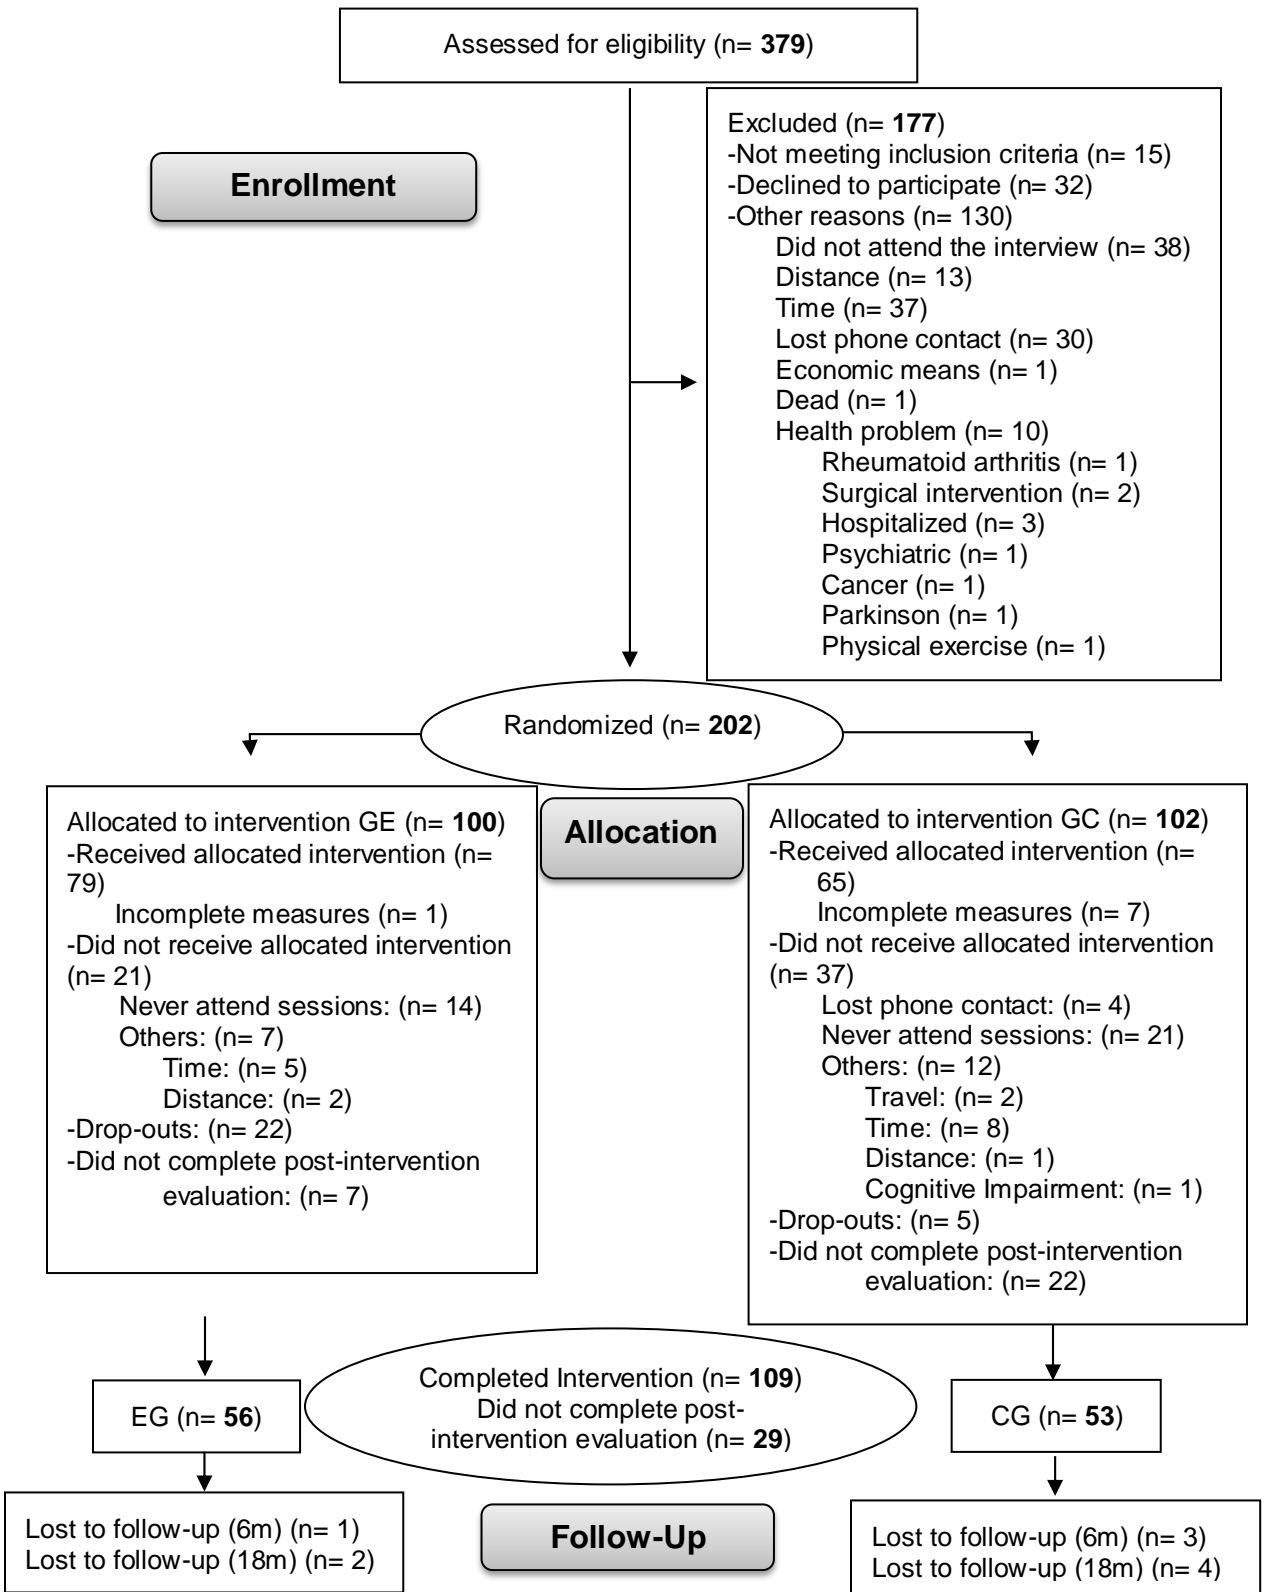 Assessed for eligibility (n= 379)
Enrollment
Excluded (n= 177)
-Not meeting inclusion criteria (n= 15)
-Declined to participate (n= 32)
-Other reasons (n= 130)
Did not attend the interview (n= 38)
Distance (n= 13)
Time (n= 37)
Lost phone contact (n= 30)
Economic means (n= 1)
Dead (n= 1)
Health problem (n= 10)
Rheumatoid arthritis (n= 1)
Surgical intervention (n= 2)
Hospitalized (n= 3)
Psychiatric (n= 1)
Cancer (n= 1)
Parkinson (n= 1)
Physical exercise (n= 1)
Randomized (n= 202)
Allocated to intervention GE (n= 100)
-Received allocated intervention (n=
79)
Incomplete measures (n= 1)
-Did not receive allocated intervention
(n= 21)
Never attend sessions: (n= 14)
Others: (n= 7)
Time: (n= 5)
Distance: (n= 2)
-Drop-outs: (n= 22)
-Did not complete post-intervention
evaluation: (n= 7)
Allocation
Allocated to intervention GC (n= 102)
-Received allocated intervention (n=
65)
Incomplete measures (n= 7)
-Did not receive allocated intervention
(n= 37)
Lost phone contact: (n= 4)
Never attend sessions: (n= 21)
Others: (n= 12)
Travel: (n= 2)
Time: (n= 8)
Distance: (n= 1)
Cognitive Impairment: (n= 1)
-Drop-outs: (n= 5)
-Did not complete post-intervention
evaluation: (n= 22)
EG (n= 56)
Completed Intervention (n= 109)
Did not complete post-
intervention evaluation (n= 29)
CG (n= 53)
Lost to follow-up (6m) (n= 1)
Lost to follow-up (18m) (n= 2)
Follow-Up
Lost to follow-up (6m) (n= 3)
Lost to follow-up (18m) (n= 4)